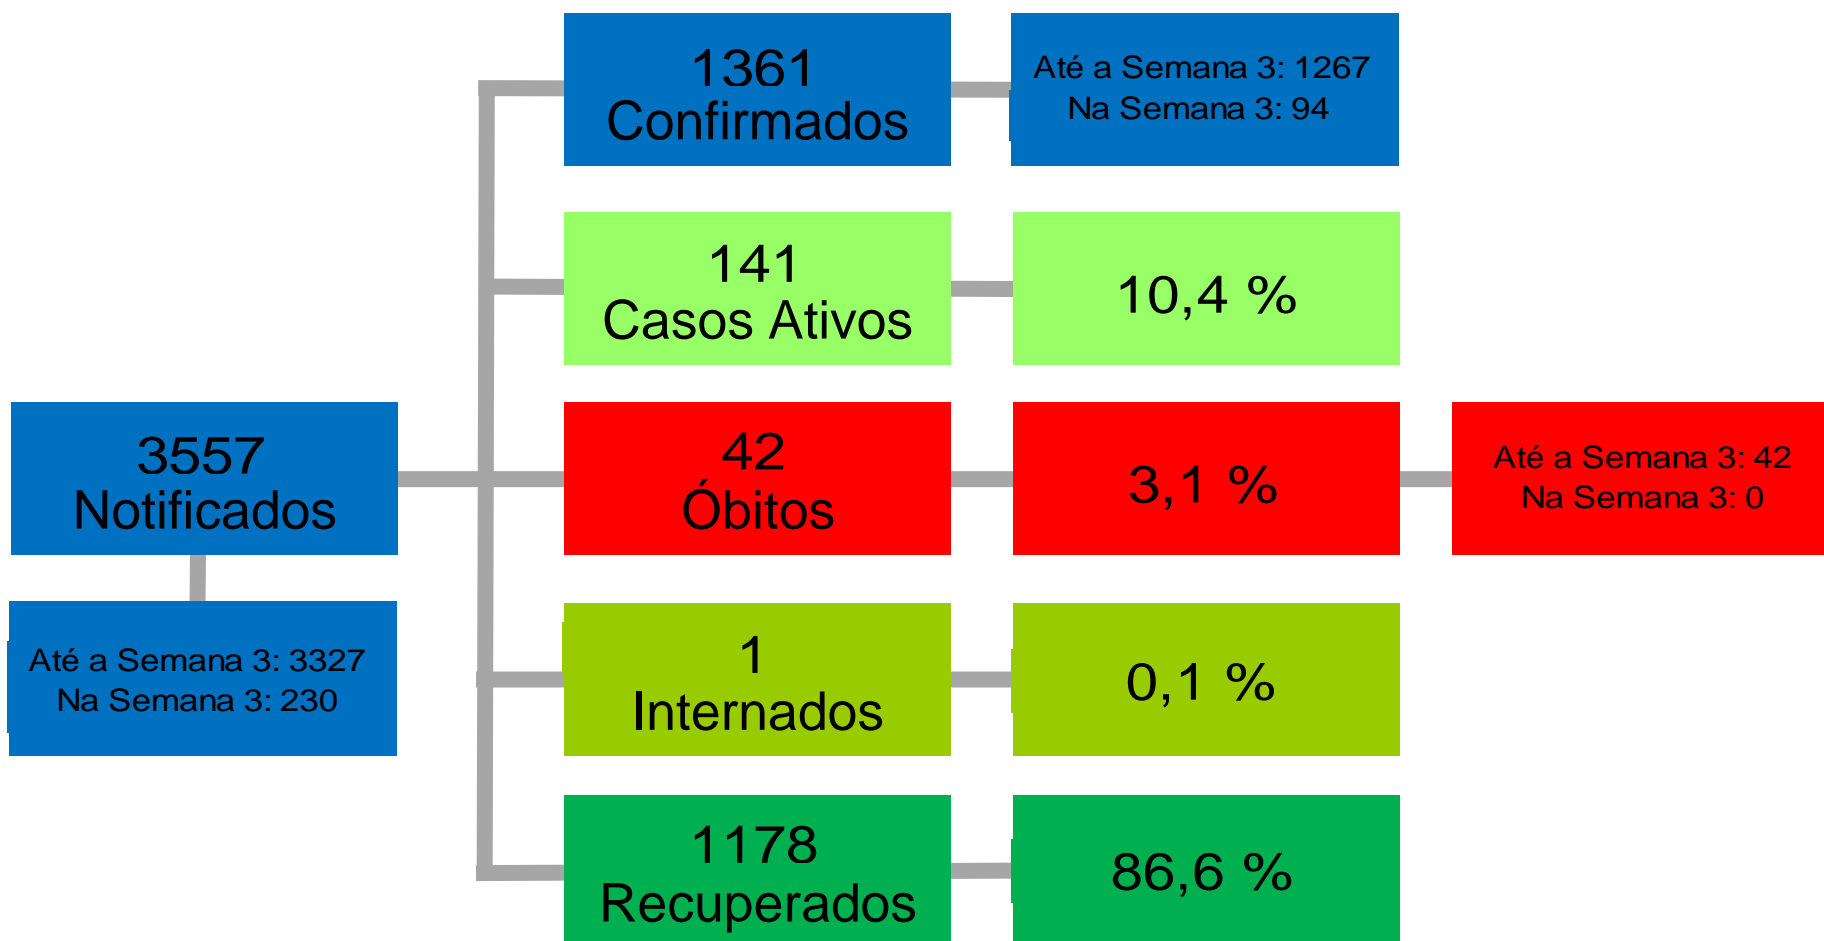 3557
Notificados
Até a Semana 3: 3327
Na Semana 3: 230
1361
Confirmados
Até a Semana 3: 1267
Na Semana 3: 94
141
Casos Ativos
10,4 %
42
Óbitos
3,1 %
Até a Semana 3: 42
Na Semana 3: 0
1
Internados
0,1 %
1178
Recuperados
86,6 %